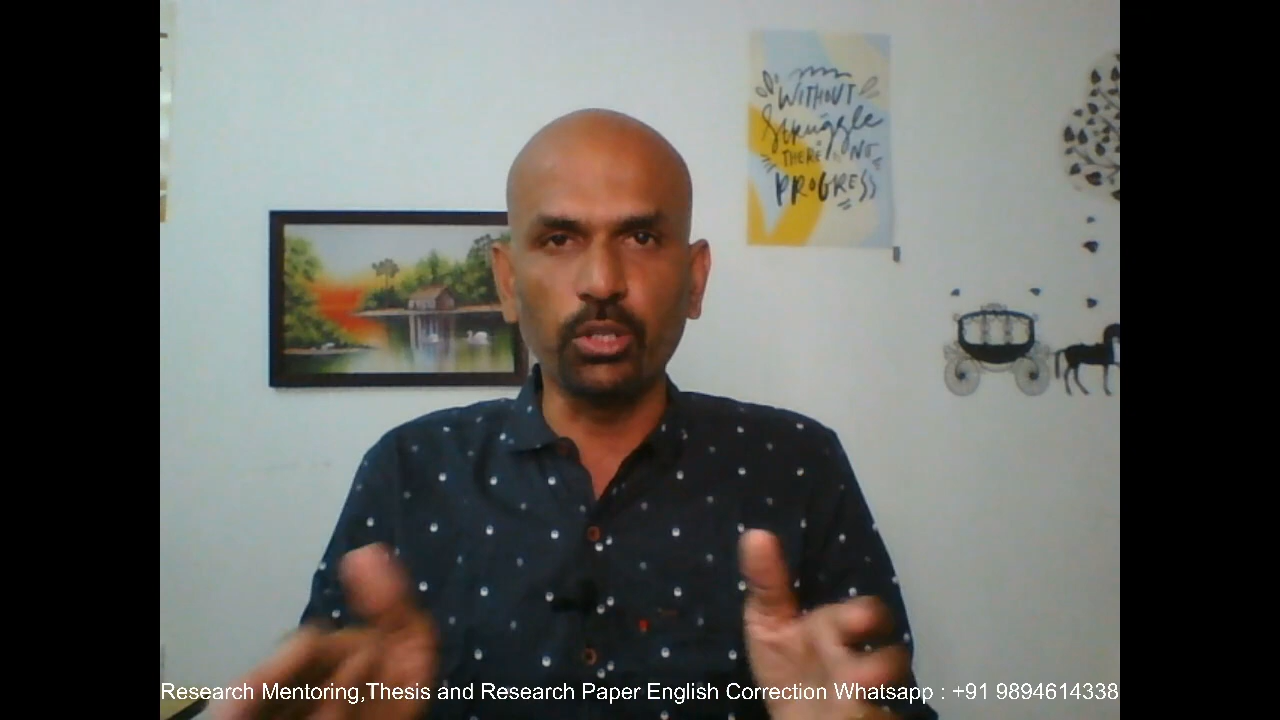 WITHOUT
Struggle
THERE NO
PROGRESS
Research Mentoring,Thesis and Research Paper English Correction Whatsapp : +91 9894614338